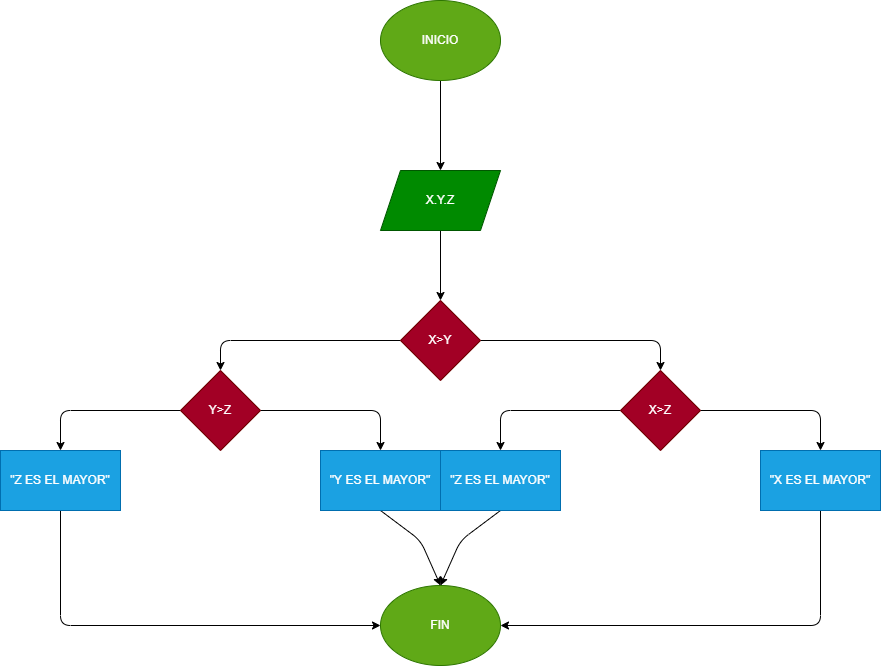 INICIO
X.Y.Z
X>Y
Y>Z
X>Z
"Z ES EL MAYOR"
"Y ES EL MAYOR"
"Z ES EL MAYOR"
"X ES EL MAYOR"
FIN